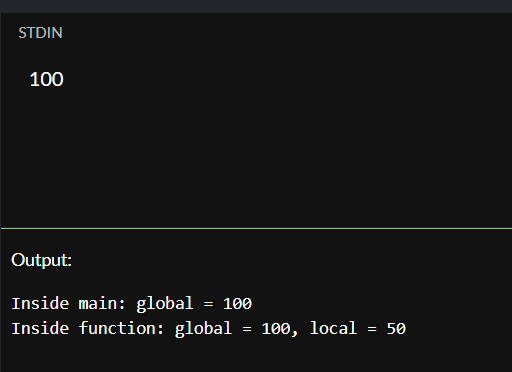 STDIN
100
Output:
Inside main: global = 100
Inside function: global = 100, local = 50